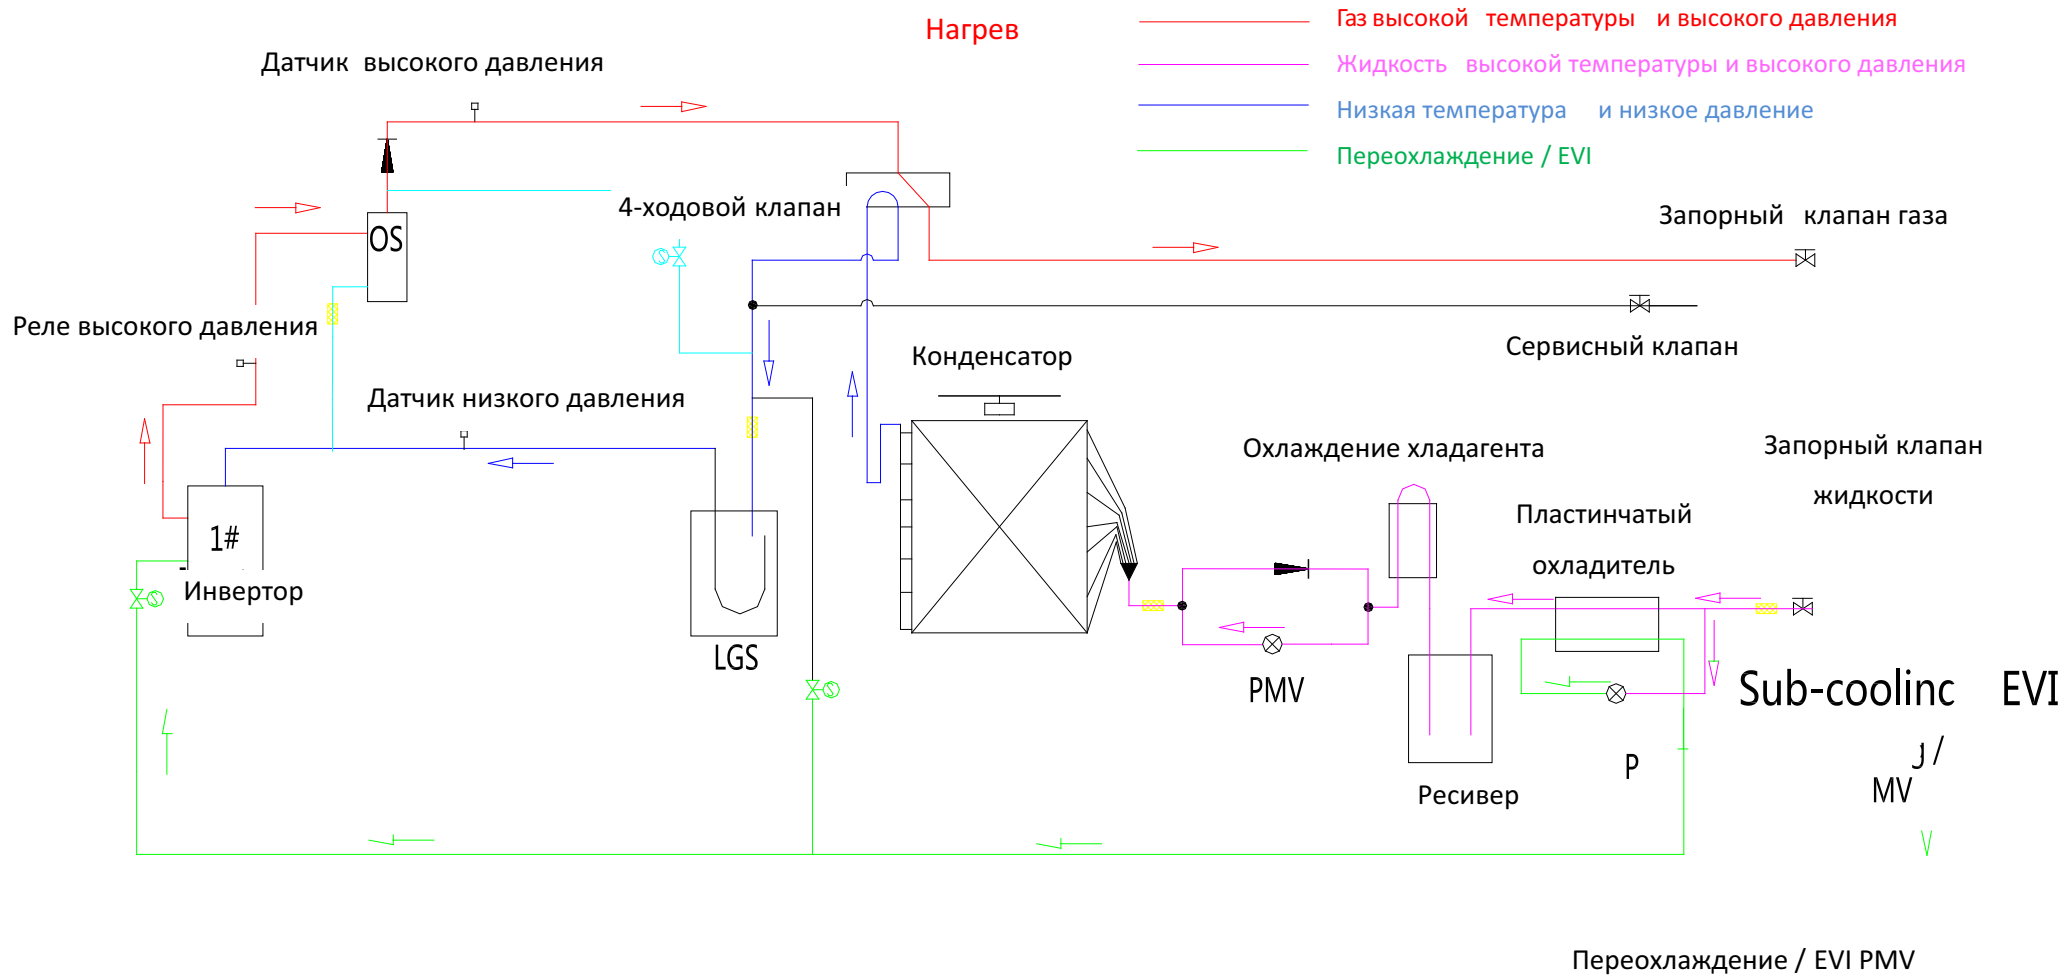 Нагрев
Газ высокой температуры и высокого давления
Жидкость высокой температуры и высокого давления
Низкая температура и низкое давление
Переохлаждение / EVI
Датчик высокого давления
4-ходовой клапан
Запорный клапан газа
OS
Реле высокого давления
Сервисный клапан
Конденсатор
Датчик низкого давления
Охлаждение хладагента
Запорный клапан
жидкости
Пластинчатый
охладитель
1#
Инвертор
LGS
PMV
Sub-coolinc EVI
g /
MV
P
Ресивер
Переохлаждение / EVI PMV